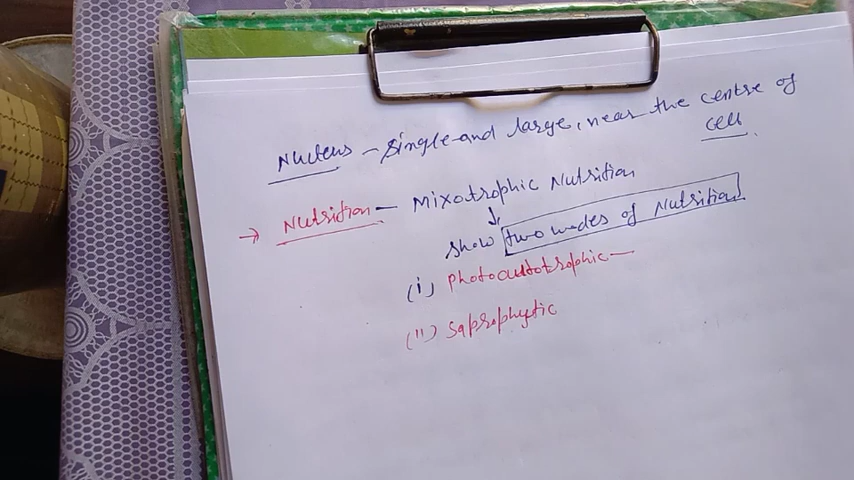 Nucleus - Single and large, near the centre of
cell.
→ Nutrition - Mixotrophic Nutrition
↓
show two modes of Nutrition
(i) Photoautotrophic -
(ii) Saprophytic